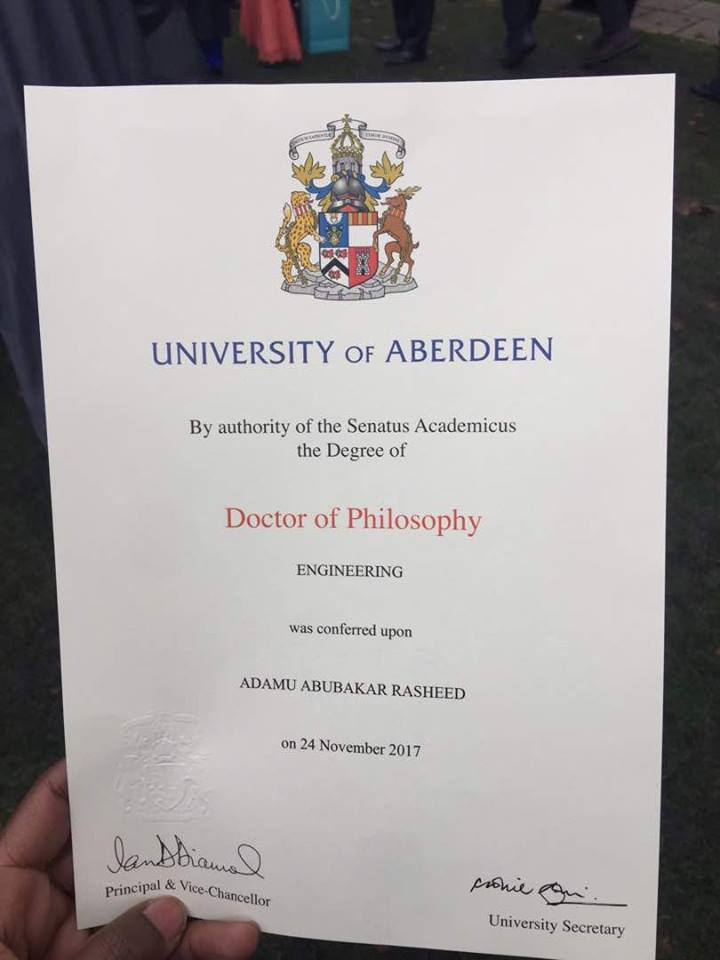 UNIVERSITY OF ABERDEEN
By authority of the Senatus Academicus
the Degree of
Doctor of Philosophy
ENGINEERING
was conferred upon
ADAMU ABUBAKAR RASHEED
on 24 November 2017
Principal & Vice-Chancellor
University Secretary